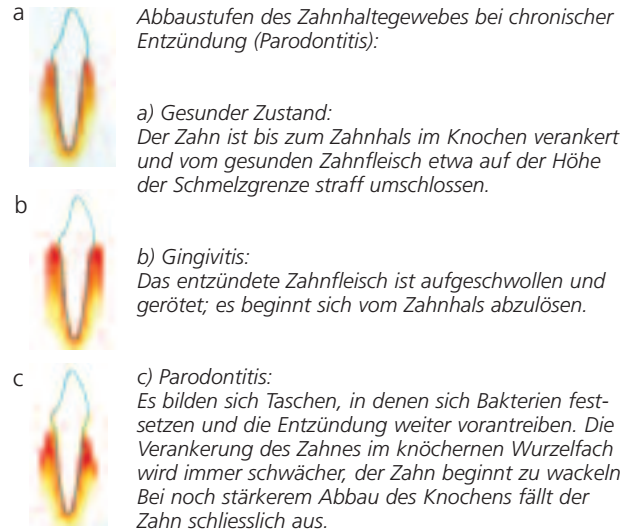 a
Abbaustufen des Zahnhaltegewebes bei chronischer
Entzündung (Parodontitis):
a) Gesunder Zustand:
Der Zahn ist bis zum Zahnhals im Knochen verankert
und vom gesunden Zahnfleisch etwa auf der Höhe
der Schmelzgrenze straff umschlossen.
b
b) Gingivitis:
Das entzündete Zahnfleisch ist aufgeschwollen und
gerötet; es beginnt sich vom Zahnhals abzulösen.
c
c) Parodontitis:
Es bilden sich Taschen, in denen sich Bakterien fest-
setzen und die Entzündung weiter vorantreiben. Die
Verankerung des Zahnes im knöchernen Wurzelfach
wird immer schwächer, der Zahn beginnt zu wackeln
Bei noch stärkerem Abbau des Knochens fällt der
Zahn schliesslich aus.